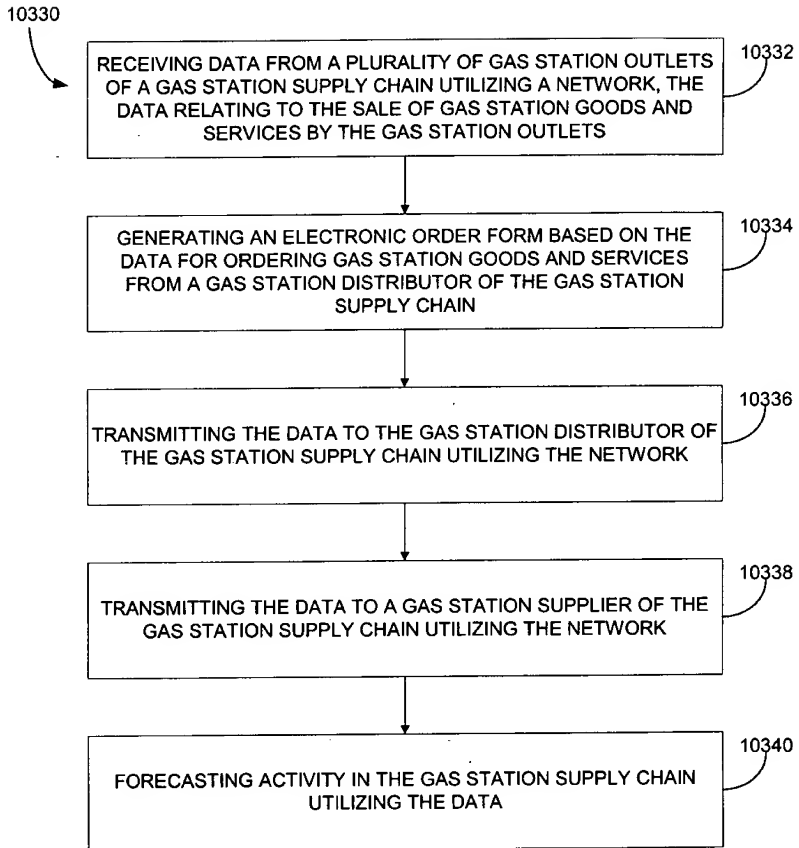 10330
10332
RECEIVING DATA FROM A PLURALITY OF GAS STATION OUTLETS
OF A GAS STATION SUPPLY CHAIN UTILIZING A NETWORK, THE
DATA RELATING TO THE SALE OF GAS STATION GOODS AND
SERVICES BY THE GAS STATION OUTLETS
10334
GENERATING AN ELECTRONIC ORDER FORM BASED ON THE
DATA FOR ORDERING GAS STATION GOODS AND SERVICES
FROM A GAS STATION DISTRIBUTOR OF THE GAS STATION
SUPPLY CHAIN
10336
TRANSMITTING THE DATA TO THE GAS STATION DISTRIBUTOR OF
THE GAS STATION SUPPLY CHAIN UTILIZING THE NETWORK
10338
TRANSMITTING THE DATA TO A GAS STATION SUPPLIER OF THE
GAS STATION SUPPLY CHAIN UTILIZING THE NETWORK
10340
FORECASTING ACTIVITY IN THE GAS STATION SUPPLY CHAIN
UTILIZING THE DATA